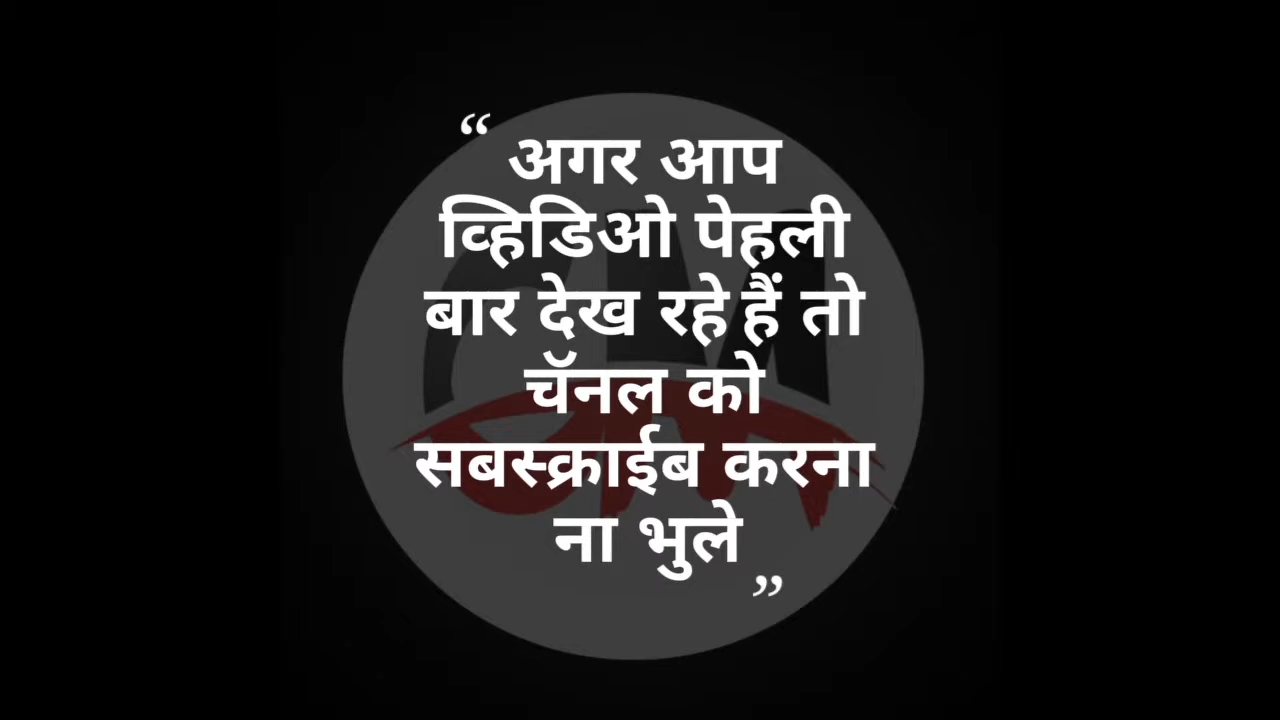 “ अगर आप
व्हिडिओ पेहली
बार देख रहे हैं तो
चॅनल को
सबस्क्राईब करना
ना भुले ”